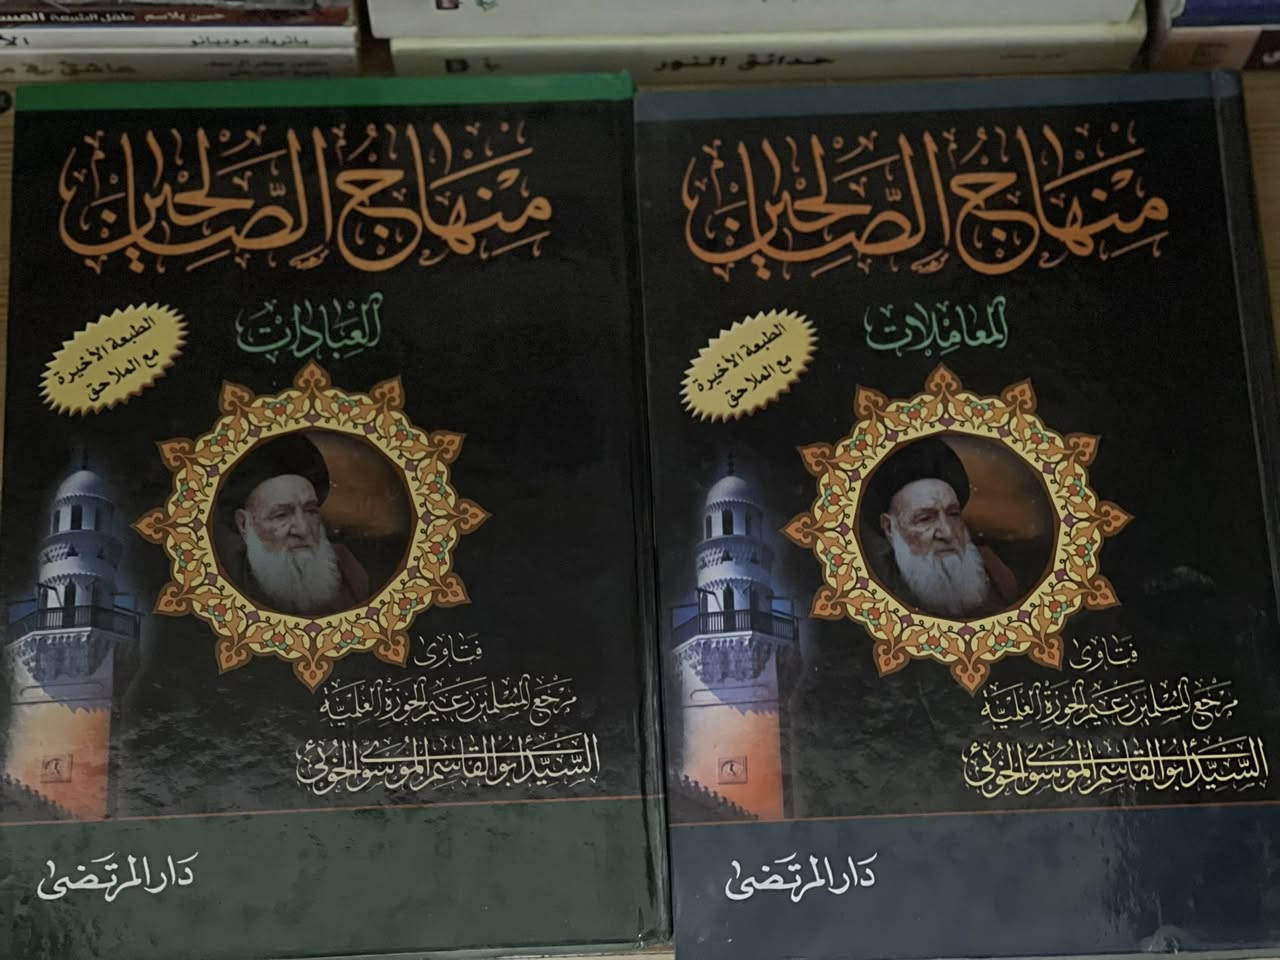 حسن بلاسم طفل الشيعة
باتريك موديانو
حدائق النور
منهاج الصالحين
العبادات
الطبعة الأخيرة
مع الملاحق
فتاوى
مرجع المسلمين زعيم الحوزة العلمية
السيد أبو القاسم الموسوي الخوئي
دار المرتضى
منهاج الصالحين
المعاملات
الطبعة الأخيرة
مع الملاحق
فتاوى
مرجع المسلمين زعيم الحوزة العلمية
السيد أبو القاسم الموسوي الخوئي
دار المرتضى